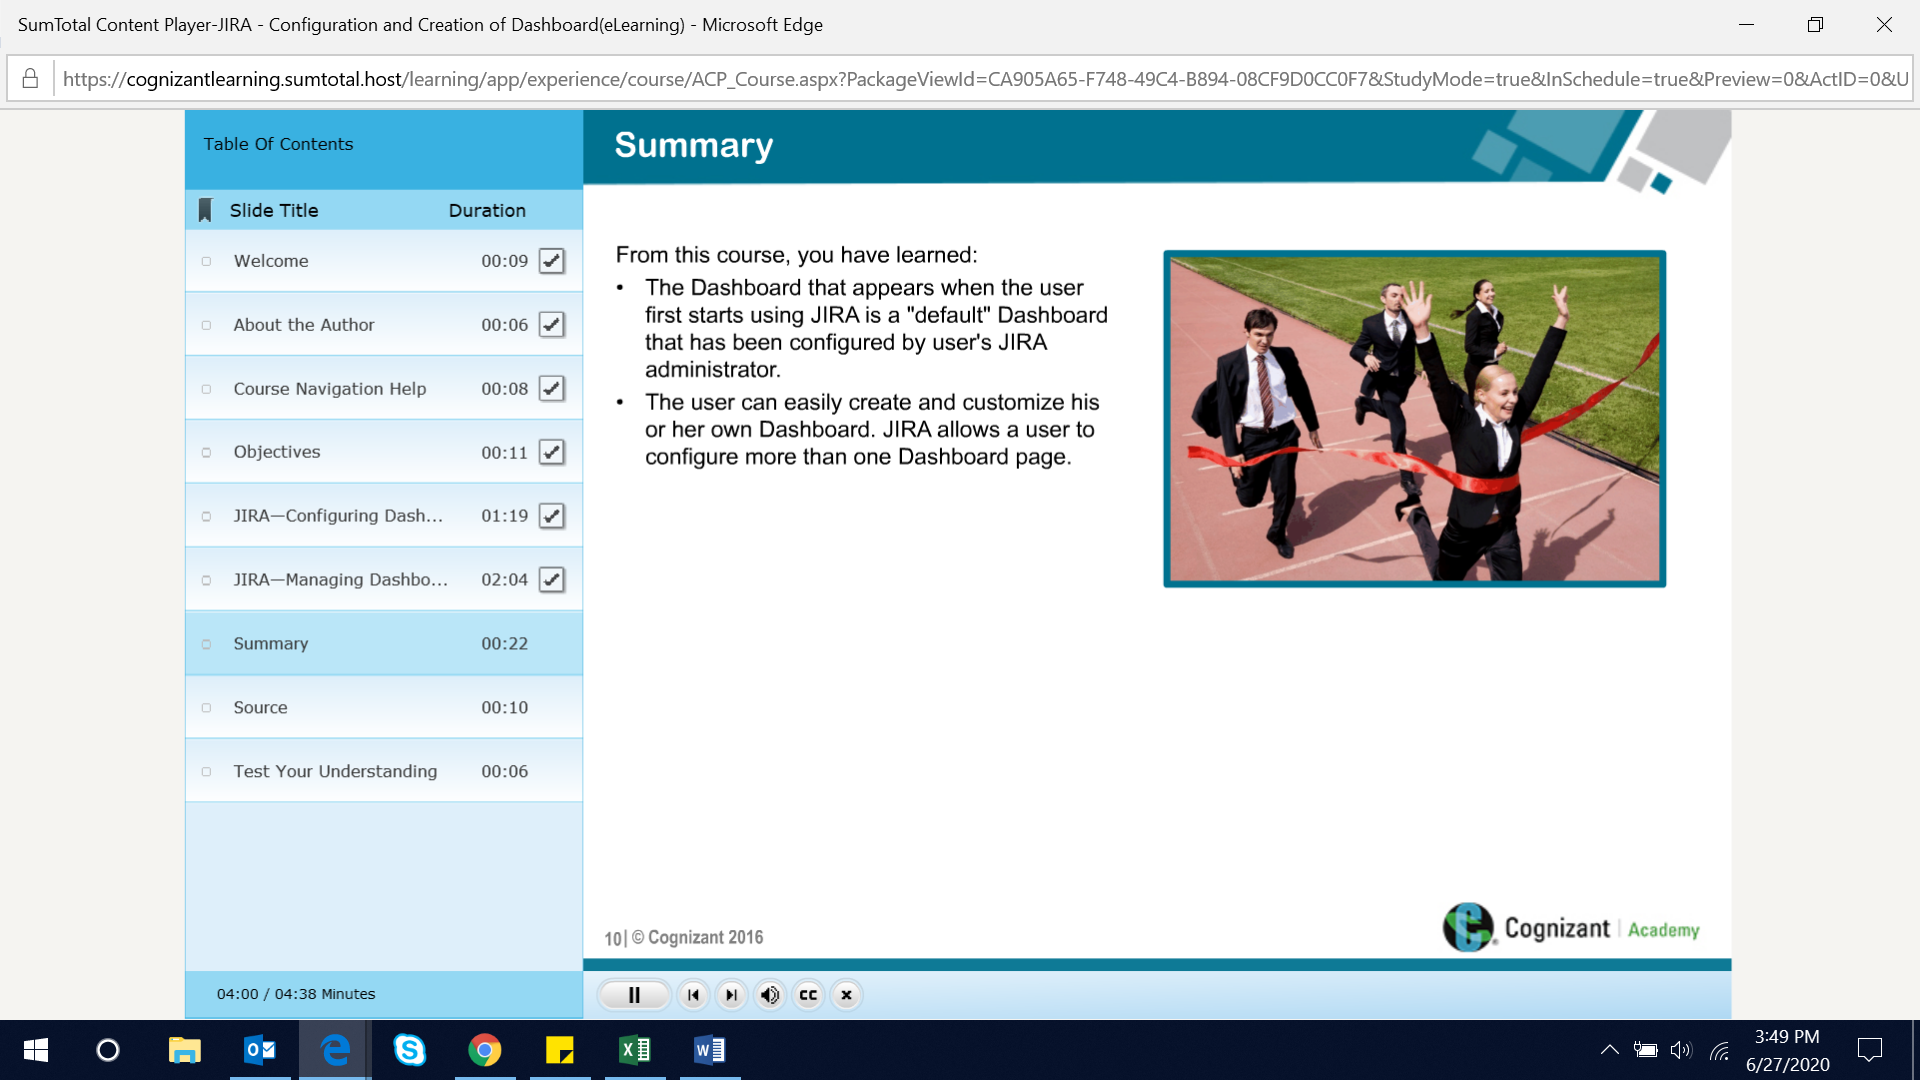 SumTotal Content Player-JIRA - Configuration and Creation of Dashboard(eLearning) - Microsoft Edge
https://cognizantlearning.sumtotal.host/learning/app/experience/course/ACP_Course.aspx?PackageViewId=CA905A65-F748-49C4-B894-08CF9D0CC0F7&StudyMode=true&InSchedule=true&Preview=0&ActID=0&U
Table Of Contents
Slide Title Duration
Welcome 00:09
About the Author 00:06
Course Navigation Help 00:08
Objectives 00:11
JIRA—Configuring Dash... 01:19
JIRA—Managing Dashbo... 02:04
Summary 00:22
Source 00:10
Test Your Understanding 00:06
04:00 / 04:38 Minutes
Summary
From this course, you have learned:
• The Dashboard that appears when the user
first starts using JIRA is a "default" Dashboard
that has been configured by user's JIRA
administrator.
• The user can easily create and customize his
or her own Dashboard. JIRA allows a user to
configure more than one Dashboard page.
10| © Cognizant 2016
Cognizant | Academy
CC
3:49 PM
6/27/2020